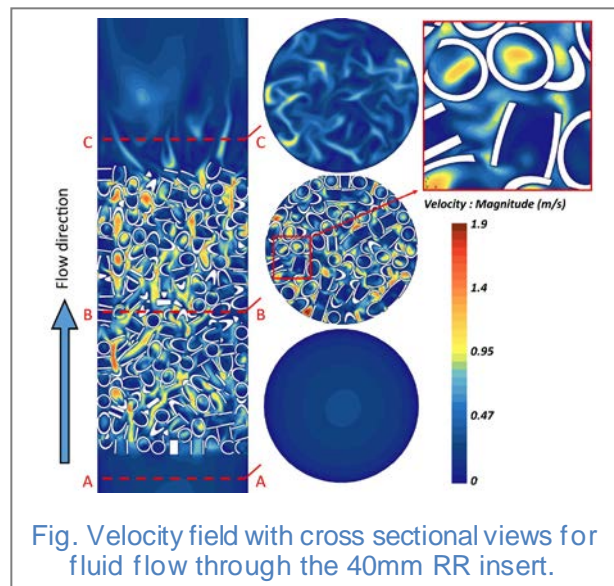 C
C
Flow direction
B
B
A
A
Velocity : Magnitude (m/s)
1.9
1.4
0.95
0.47
0
Fig. Velocity field with cross sectional views for
fluid flow through the 40mm RR insert.